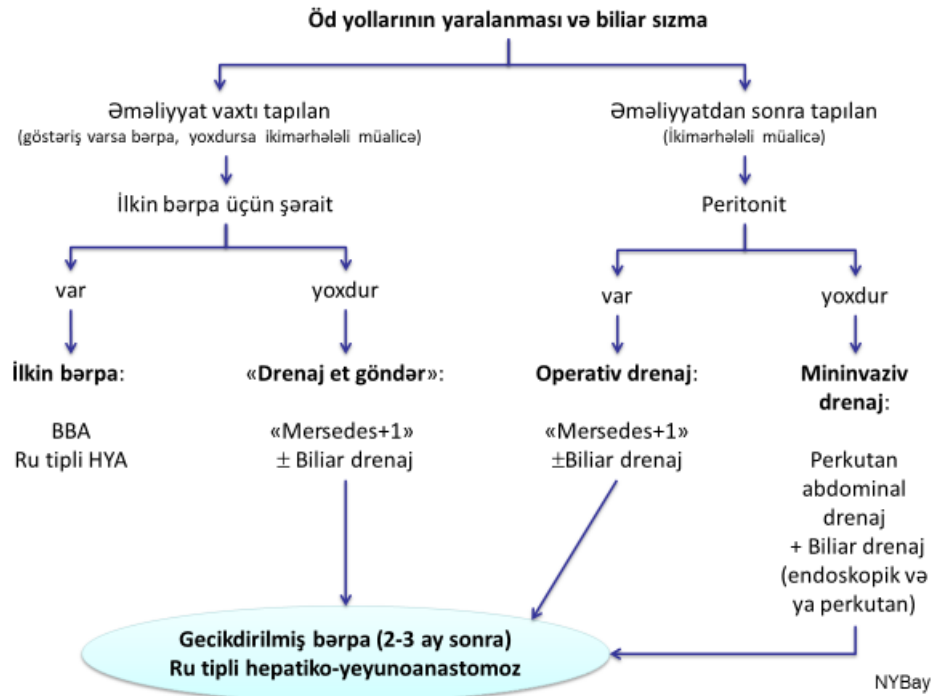 Öd yollarının yaralanması və biliar sızma
Əməliyyat vaxtı tapılan
(göstəriş varsa bərpa, yoxdursa ikimərhələli müalicə)
Əməliyyatdan sonra tapılan
(İkimərhələli müalicə)
İlkin bərpa üçün şərait
Peritonit
var
yoxdur
var
yoxdur
İlkin bərpa:
BBA
Ru tipli HYA
«Drenaj et göndər»:
«Mersedes+1»
± Biliar drenaj
Operativ drenaj:
«Mersedes+1»
±Biliar drenaj
Mininvaziv
drenaj:
Perkutan
abdominal
drenaj
+ Biliar drenaj
(endoskopik və
ya perkutan)
Gecikdirilmiş bərpa (2-3 ay sonra)
Ru tipli hepatiko-yeyunoanastomoz
NYBay